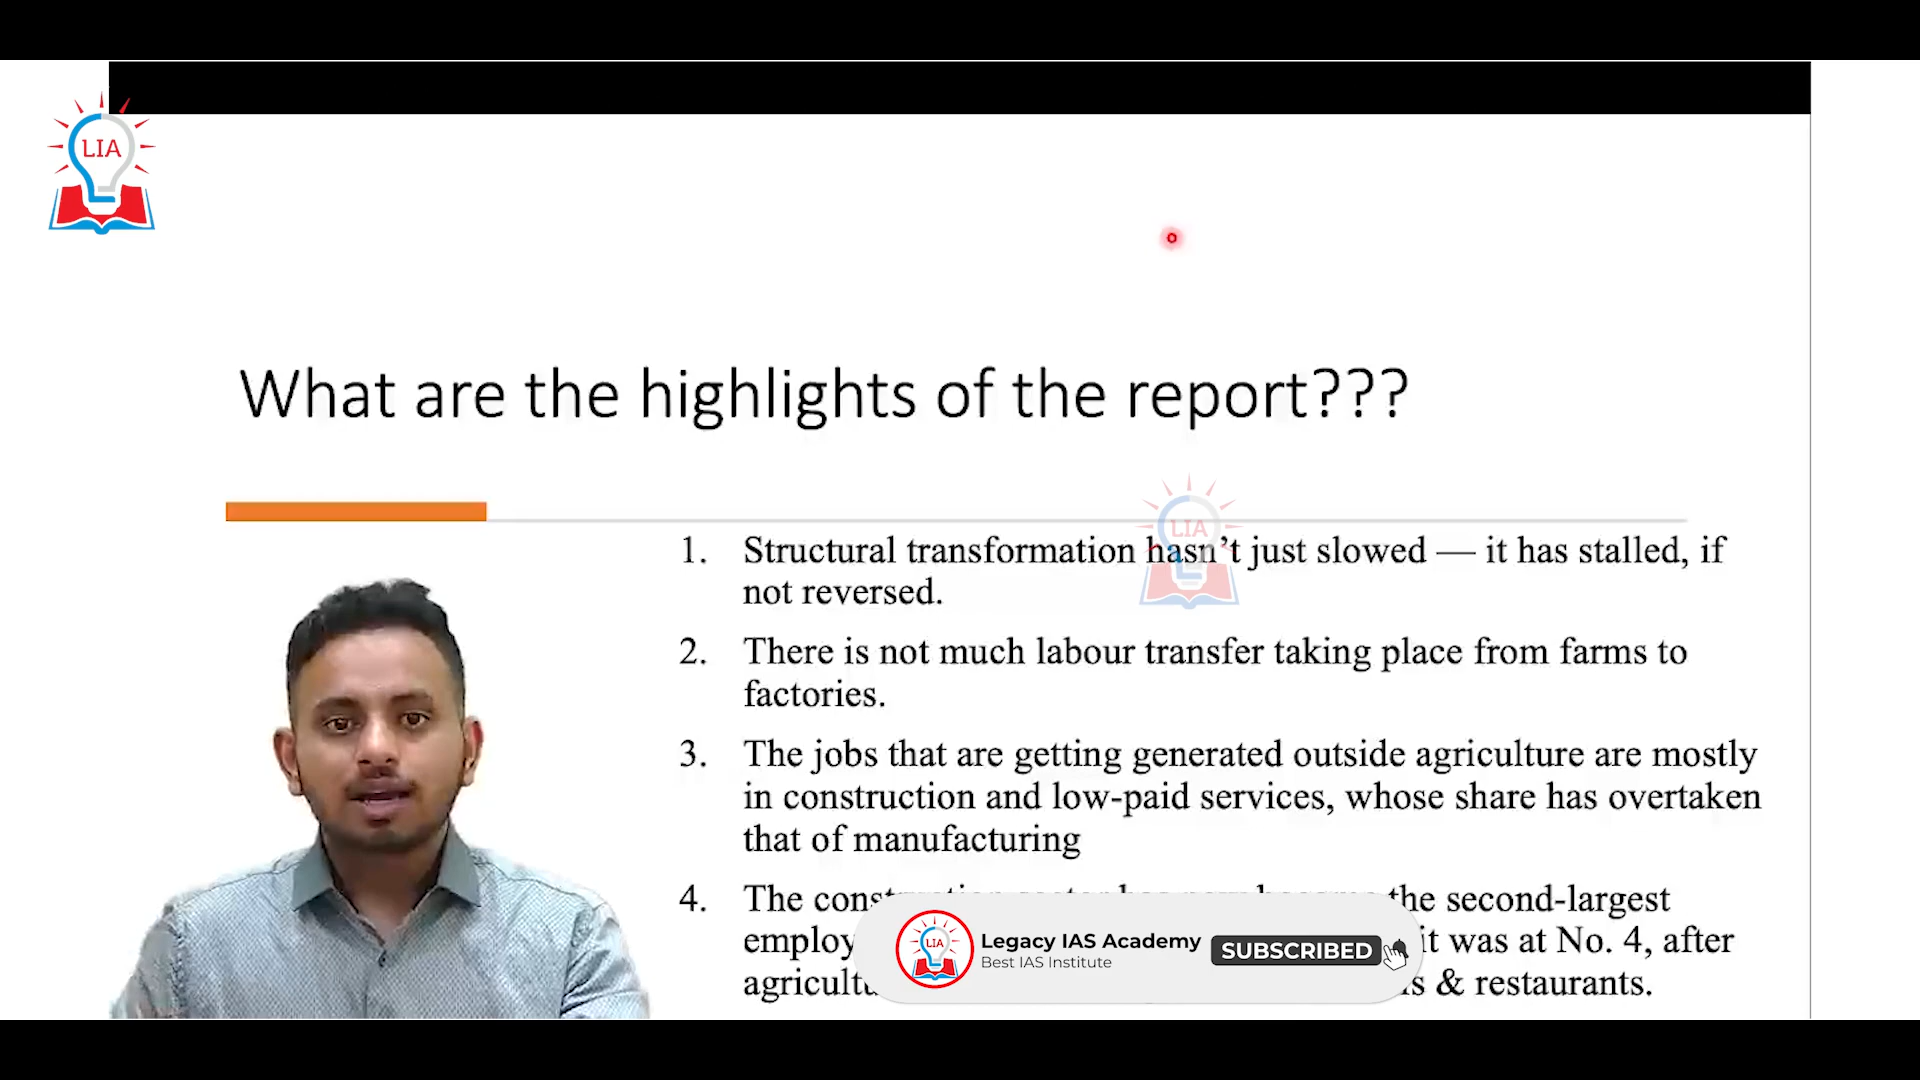 LIA
What are the highlights of the report???
LIA
1. Structural transformation hasn't just slowed — it has stalled, if
not reversed.
2. There is not much labour transfer taking place from farms to
factories.
3. The jobs that are getting generated outside agriculture are mostly
in construction and low-paid services, whose share has overtaken
that of manufacturing
4. The the second-largest
it was at No. 4, after
& restaurants.
LIA
Legacy IAS Academy
Best IAS Institute
SUBSCRIBED